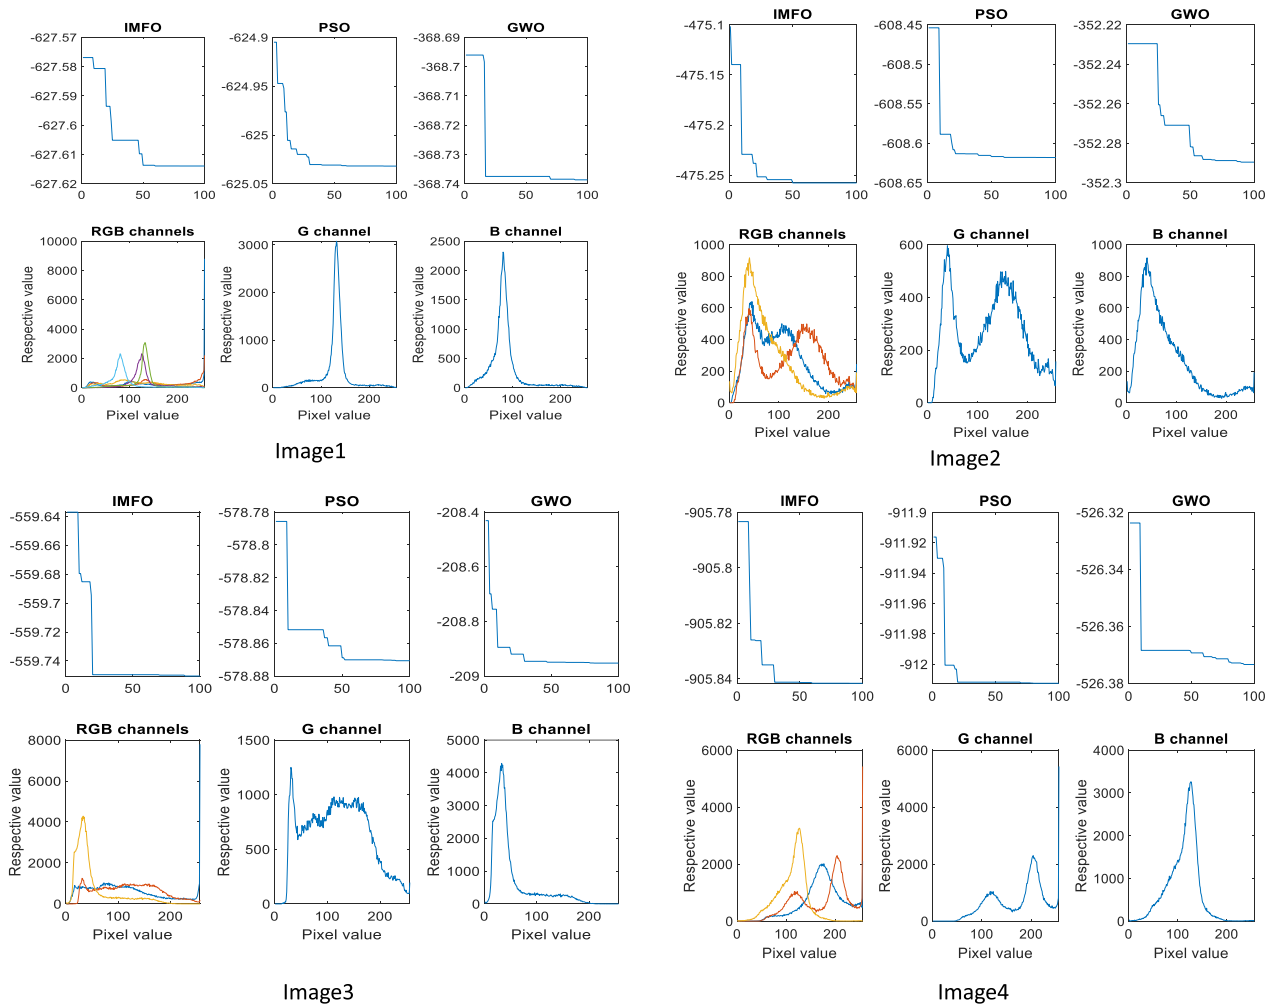 IMFO
-627.57
-627.58
-627.59
-627.6
-627.61
-627.62
0 50 100
PSO
-624.9
-624.95
-625
-625.05
0 50 100
GWO
-368.69
-368.7
-368.71
-368.72
-368.73
-368.74
0 50 100
RGB channels
Respective value
10000
8000
6000
4000
2000
0
0 100 200
Pixel value
G channel
Respective value
3000
2000
1000
0
0 100 200
Pixel value
B channel
Respective value
2500
2000
1500
1000
500
0
0 100 200
Pixel value
Image1
IMFO
-475.1
-475.15
-475.2
-475.25
0 50 100
PSO
-608.45
-608.5
-608.55
-608.6
-608.65
0 50 100
GWO
-352.22
-352.24
-352.26
-352.28
-352.3
0 50 100
RGB channels
Respective value
1000
800
600
400
200
0
0 100 200
Pixel value
G channel
Respective value
600
400
200
0
0 100 200
Pixel value
B channel
Respective value
1000
800
600
400
200
0
0 100 200
Pixel value
Image2
IMFO
-559.64
-559.66
-559.68
-559.7
-559.72
-559.74
0 50 100
PSO
-578.78
-578.8
-578.82
-578.84
-578.86
-578.88
0 50 100
GWO
-208.4
-208.6
-208.8
-209
0 50 100
RGB channels
Respective value
8000
6000
4000
2000
0
0 100 200
Pixel value
G channel
Respective value
1500
1000
500
0
0 100 200
Pixel value
B channel
Respective value
5000
4000
3000
2000
1000
0
0 100 200
Pixel value
Image3
IMFO
-905.78
-905.8
-905.82
-905.84
0 50 100
PSO
-911.9
-911.92
-911.94
-911.96
-911.98
-912
0 50 100
GWO
-526.32
-526.34
-526.36
-526.38
0 50 100
RGB channels
Respective value
6000
4000
2000
0
0 100 200
Pixel value
G channel
Respective value
6000
4000
2000
0
0 100 200
Pixel value
B channel
Respective value
4000
3000
2000
1000
0
0 100 200
Pixel value
Image4